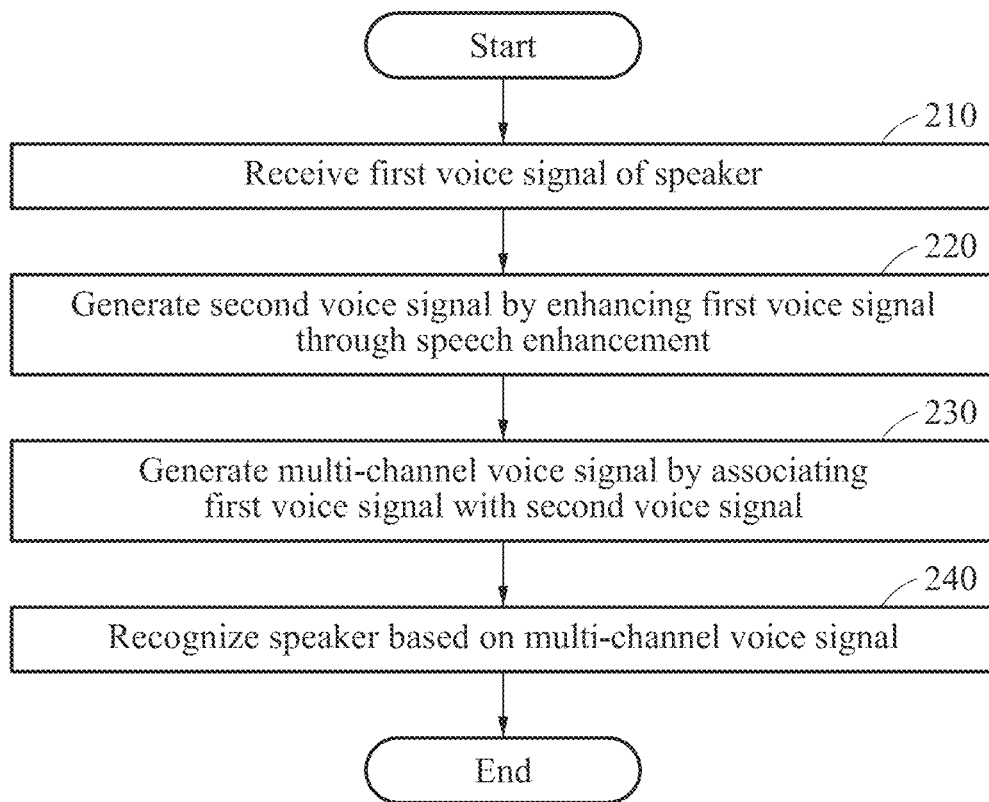 Start
210
Receive first voice signal of speaker
220
Generate second voice signal by enhancing first voice signal
through speech enhancement
230
Generate multi-channel voice signal by associating
first voice signal with second voice signal
240
Recognize speaker based on multi-channel voice signal
End